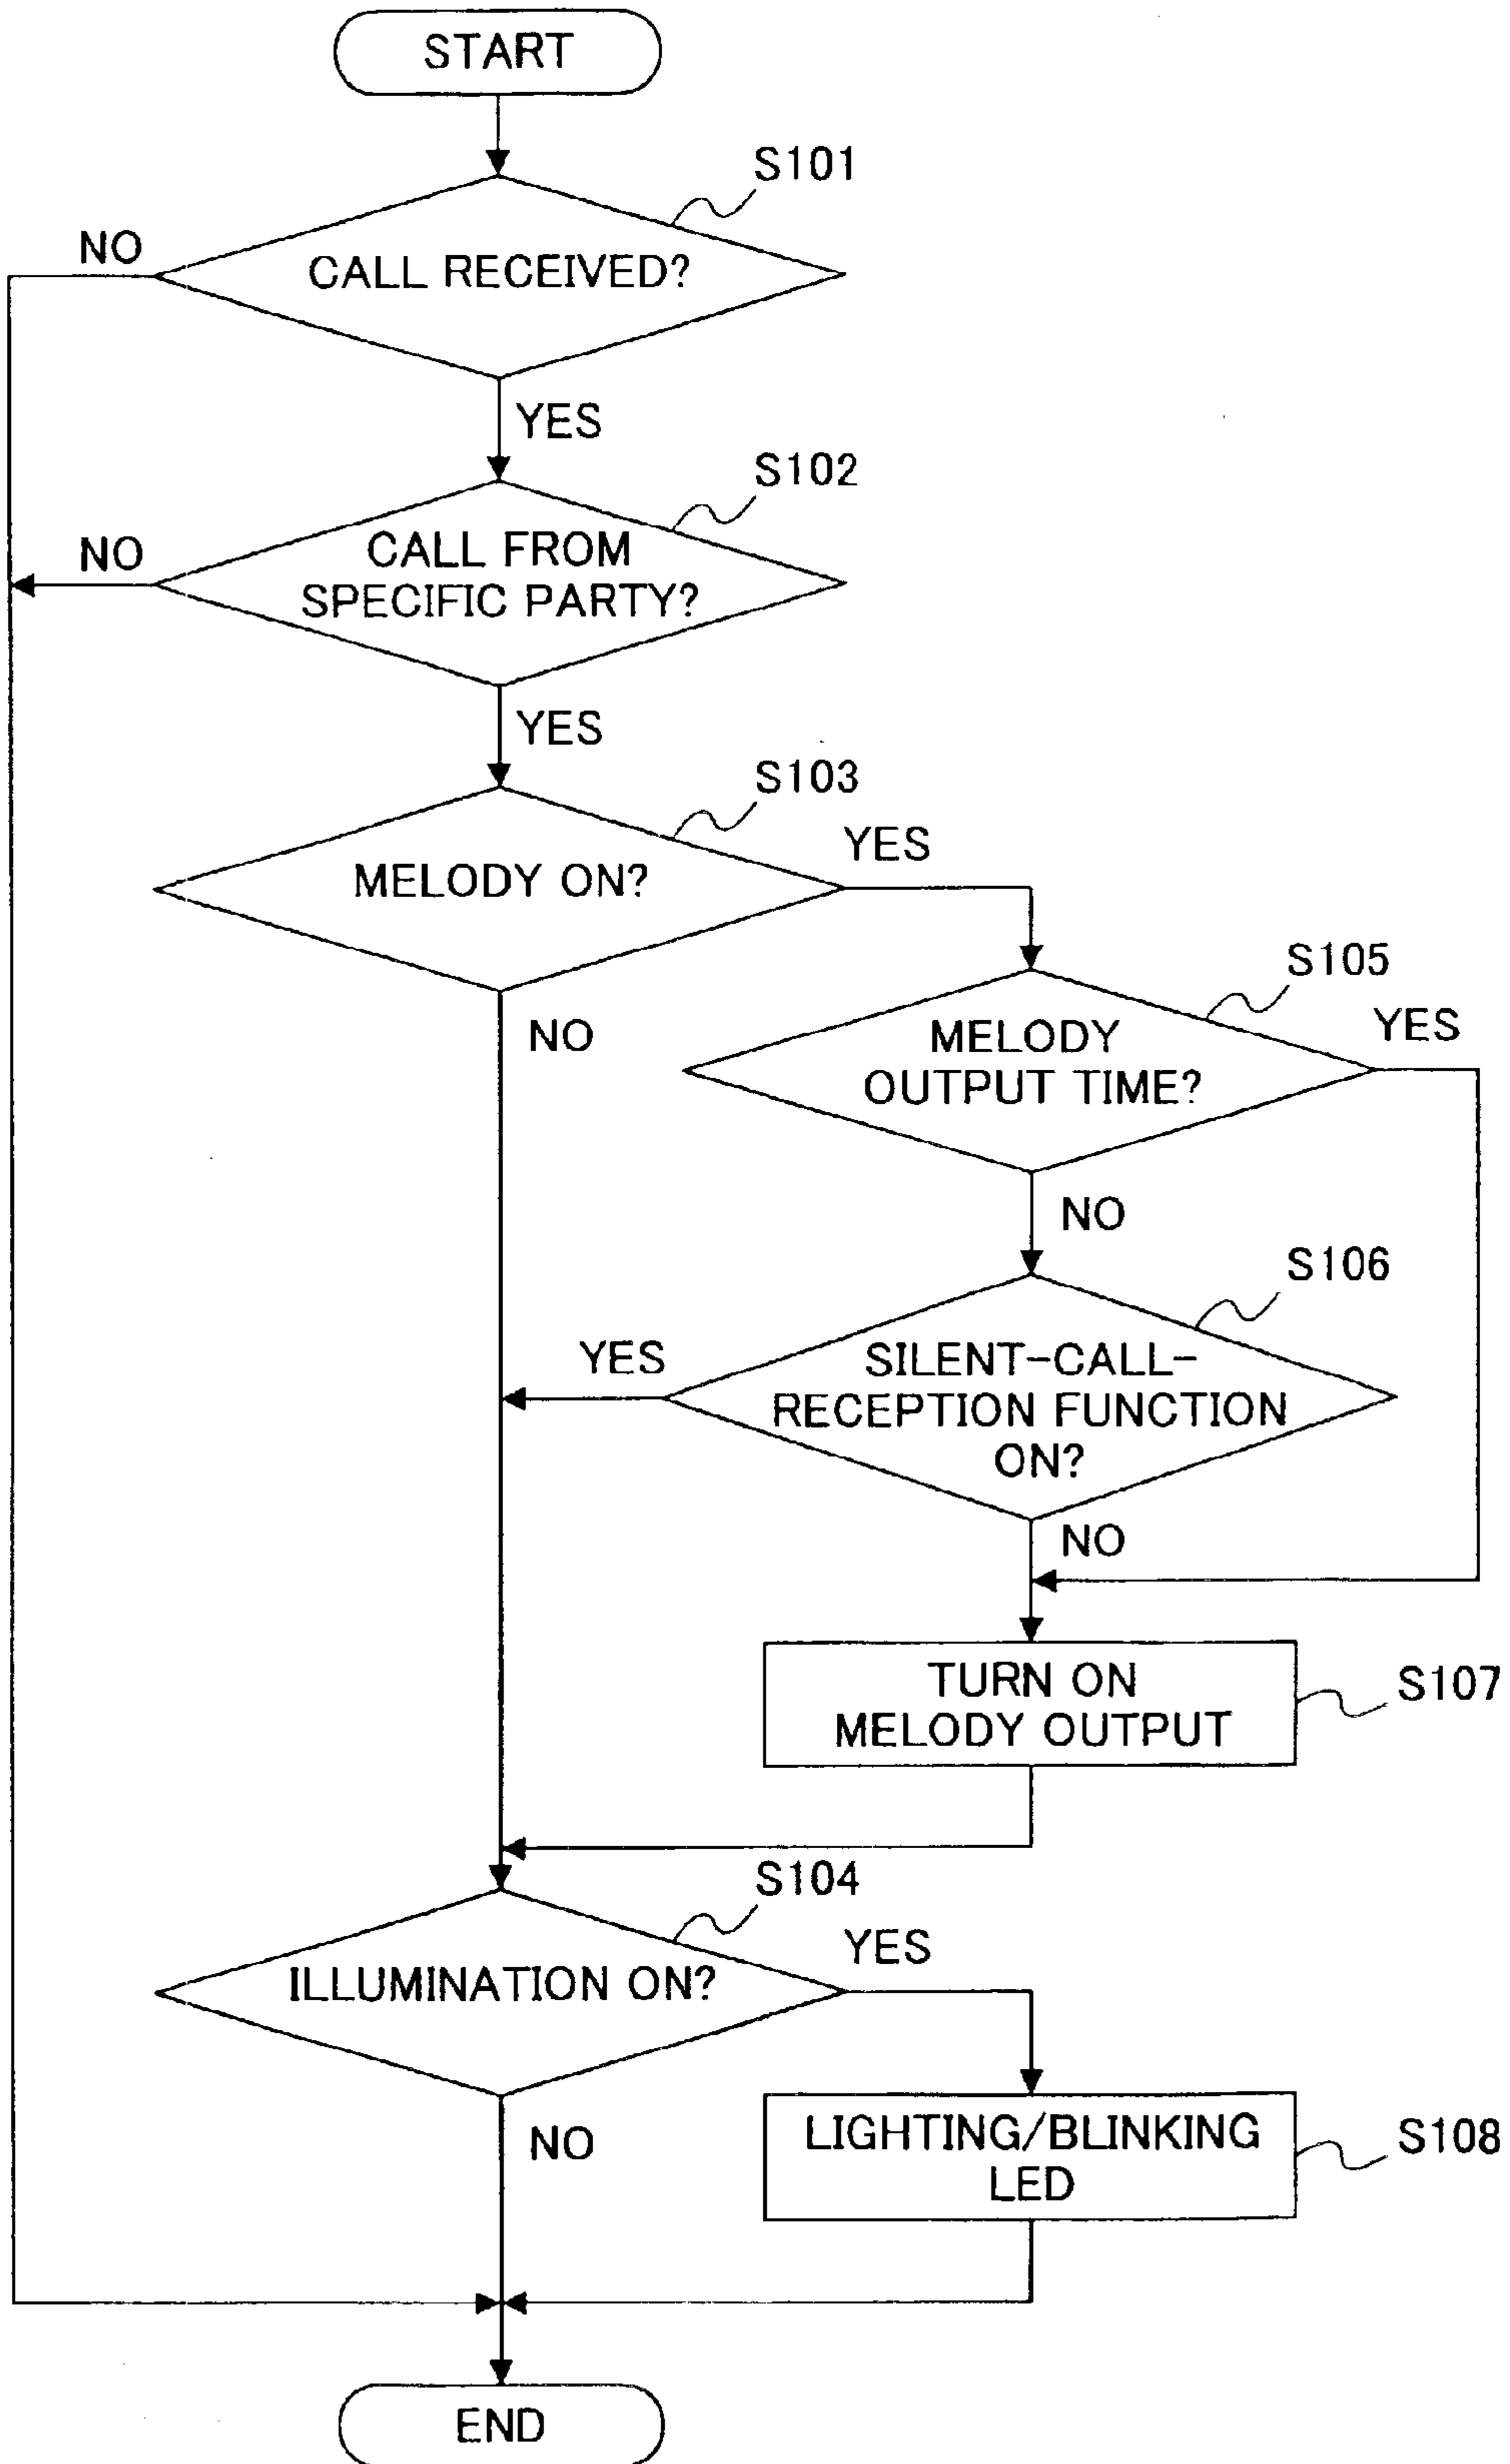 START
S101
NO
CALL RECEIVED?
YES
S102
NO
CALL FROM
SPECIFIC PARTY?
YES
S103
YES
MELODY ON?
S105
YES
NO
MELODY
OUTPUT TIME?
NO
S106
YES
SILENT-CALL-
RECEPTION FUNCTION
ON?
NO
TURN ON
MELODY OUTPUT
S107
S104
YES
ILLUMINATION ON?
NO
LIGHTING/BLINKING
LED
S108
END